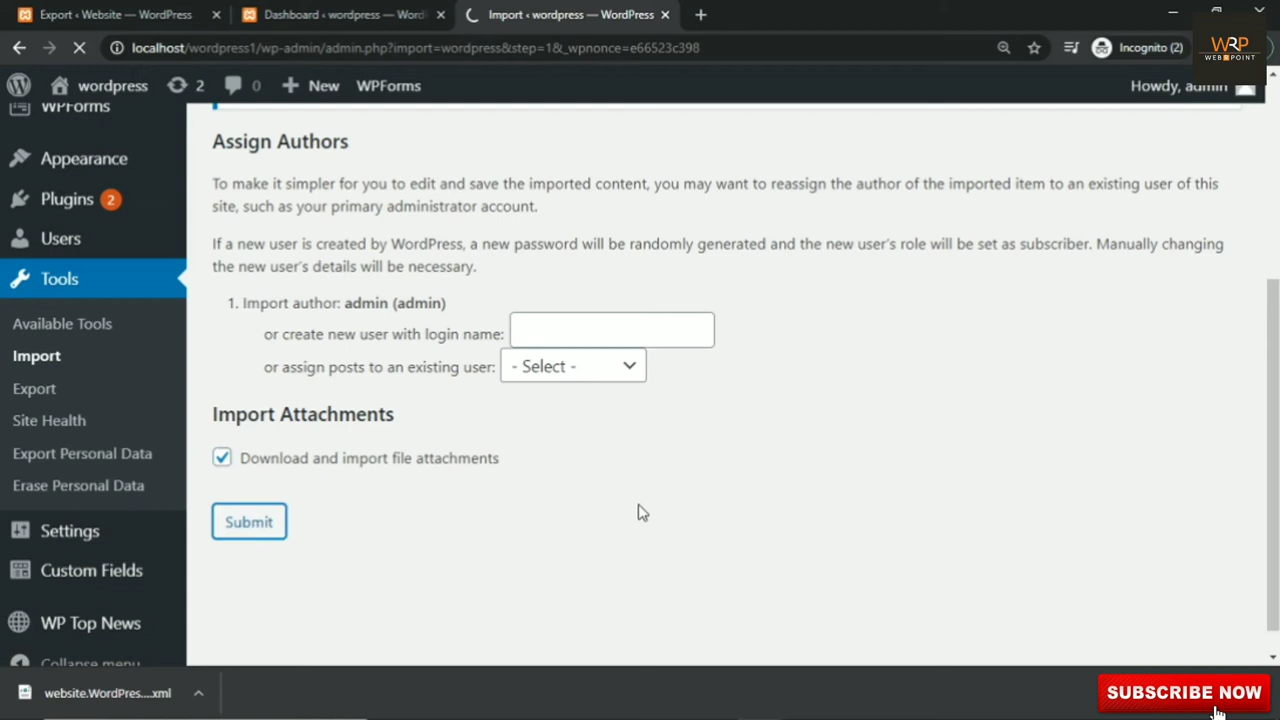 Export ‹ Website — WordPress
Dashboard ‹ wordpress — Word
Import ‹ wordpress — WordPress
localhost/wordpress1/wp-admin/admin.php?import=wordpress&step=1&_wpnonce=e66523c398
Incognito (2)
WRP
WEB POINT
wordpress
2
0
New
WPForms
Howdy, admin
WPForms
Appearance
Plugins 2
Users
Tools
Available Tools
Import
Export
Site Health
Export Personal Data
Erase Personal Data
Settings
Custom Fields
WP Top News
Collapse menu
Assign Authors
To make it simpler for you to edit and save the imported content, you may want to reassign the author of the imported item to an existing user of this
site, such as your primary administrator account.
If a new user is created by WordPress, a new password will be randomly generated and the new user's role will be set as subscriber. Manually changing
the new user's details will be necessary.
1. Import author: admin (admin)
or create new user with login name:
or assign posts to an existing user: - Select -
Import Attachments
Download and import file attachments
Submit
website.WordPres....xml
SUBSCRIBE NOW